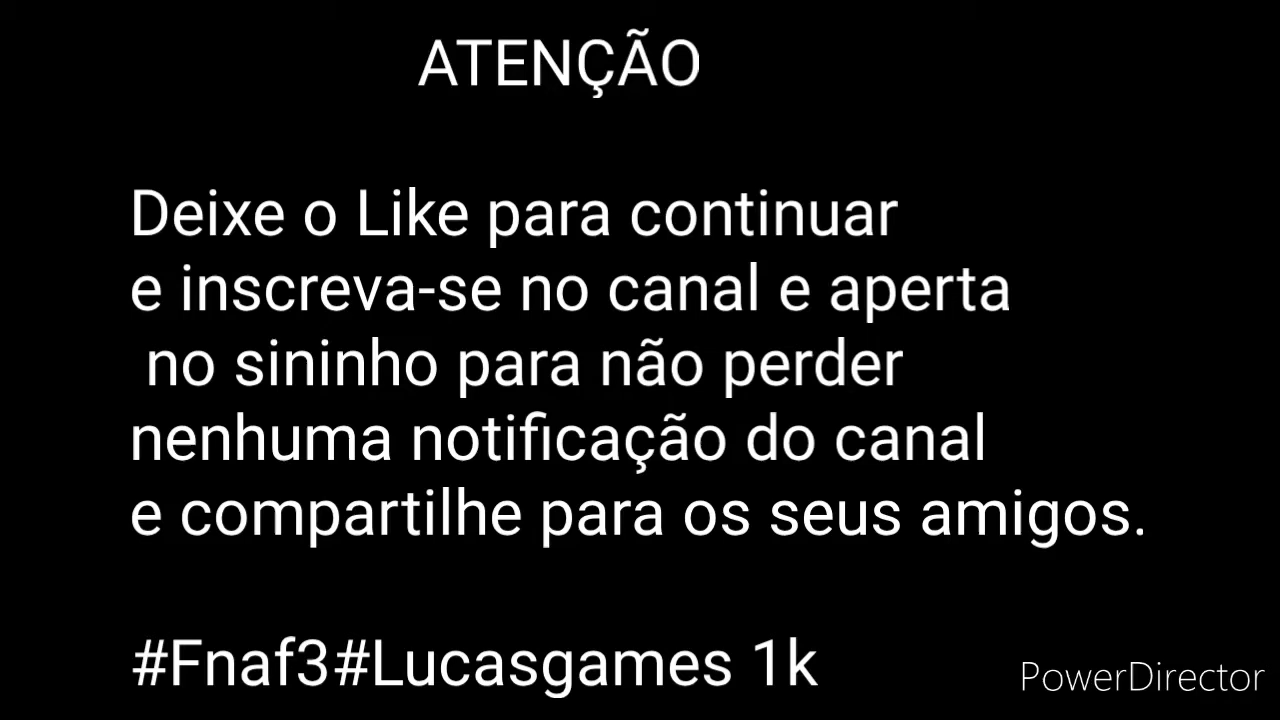 ATENÇÃO
Deixe o Like para continuar
e inscreva-se no canal e aperta
no sininho para não perder
nenhuma notificação do canal
e compartilhe para os seus amigos.
#Fnaf3#Lucasgames 1k
PowerDirector